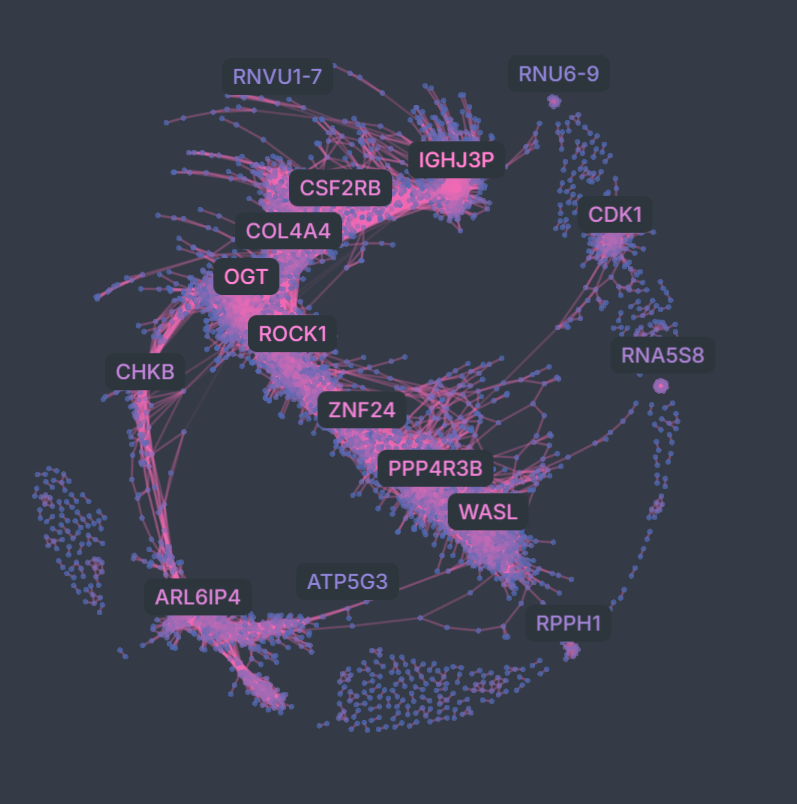 RNU6-9
RNVU1-7
IGHJ3P
CSF2RB
CDK1
COL4A4
OGT
ROCK1
RNA5S8
CHKB
ZNF24
PPP4R3B
WASL
ATP5G3
ARL6IP4
RPPH1